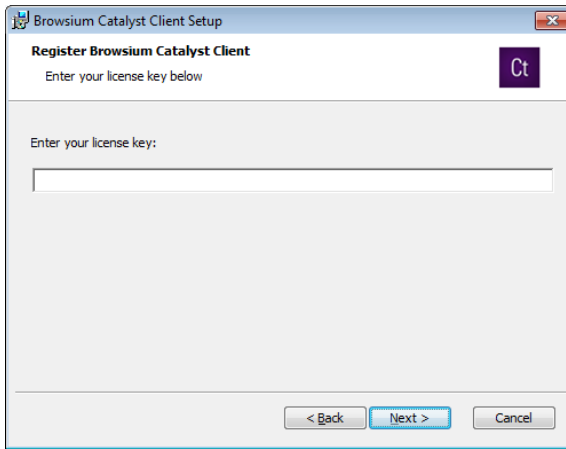 Browsium Catalyst Client Setup
Register Browsium Catalyst Client
Enter your license key below
Ct
Enter your license key:
< Back
Next >
Cancel